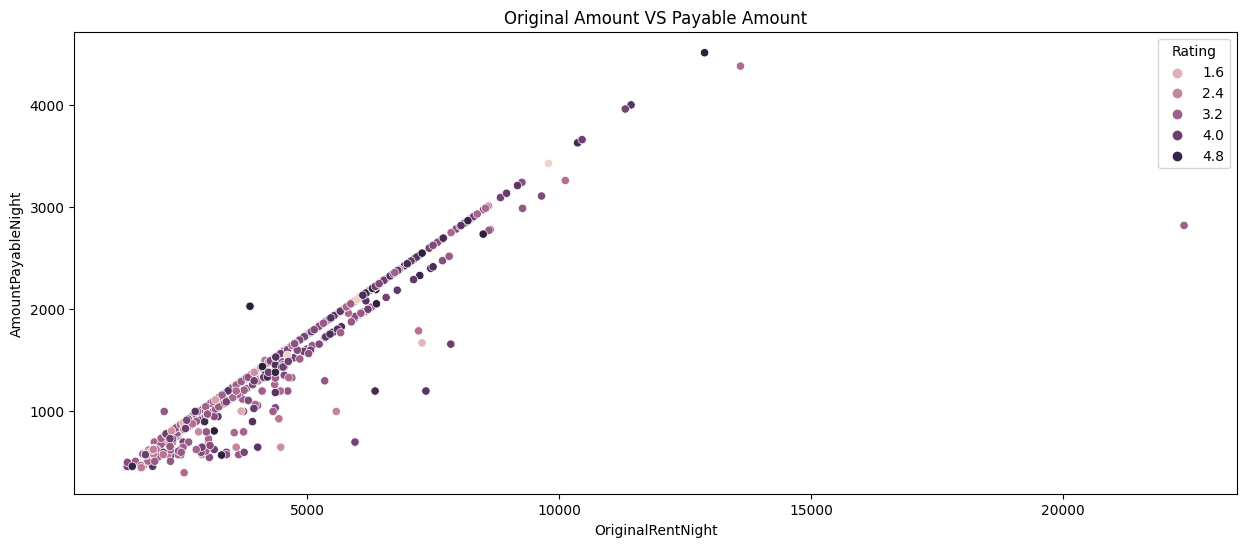 Original Amount VS Payable Amount
Rating
1.6
2.4
3.2
4.0
4.8
AmountPayableNight
4000
3000
2000
1000
5000 10000 15000 20000
OriginalRentNight